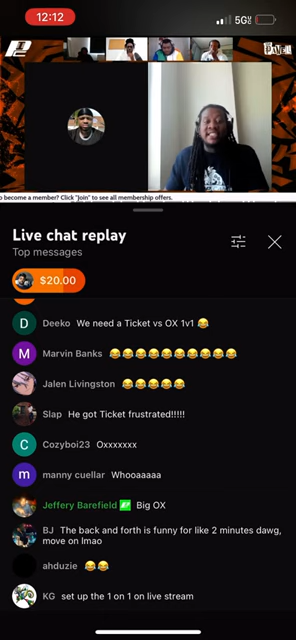 12:12
5G
o become a member? Click "Join" to see all membership offers.
Live chat replay
Top messages
$20.00
D Deeko We need a Ticket vs OX 1v1 😂
M Marvin Banks 😂😂😂😂😂😂😂😂😂😂
Jalen Livingston 😂😂😂😂😂
Slap He got Ticket frustrated!!!!!
C Cozyboi23 Oxxxxxxx
m manny cuellar Whooaaaaa
Jeffery Barefield Big OX
BJ The back and forth is funny for like 2 minutes dawg,
move on lmao
ahduzie 😂😂
KG set up the 1 on 1 on live stream